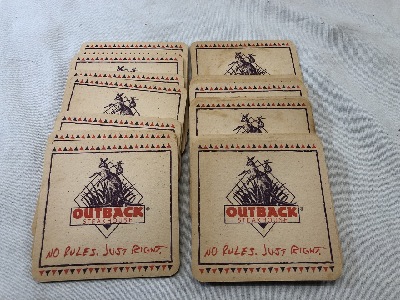 OUTBACK®
STEAKHOUSE
NO RULES. JUST RIGHT.
OUTBACK®
STEAKHOUSE
NO RULES. JUST RIGHT.